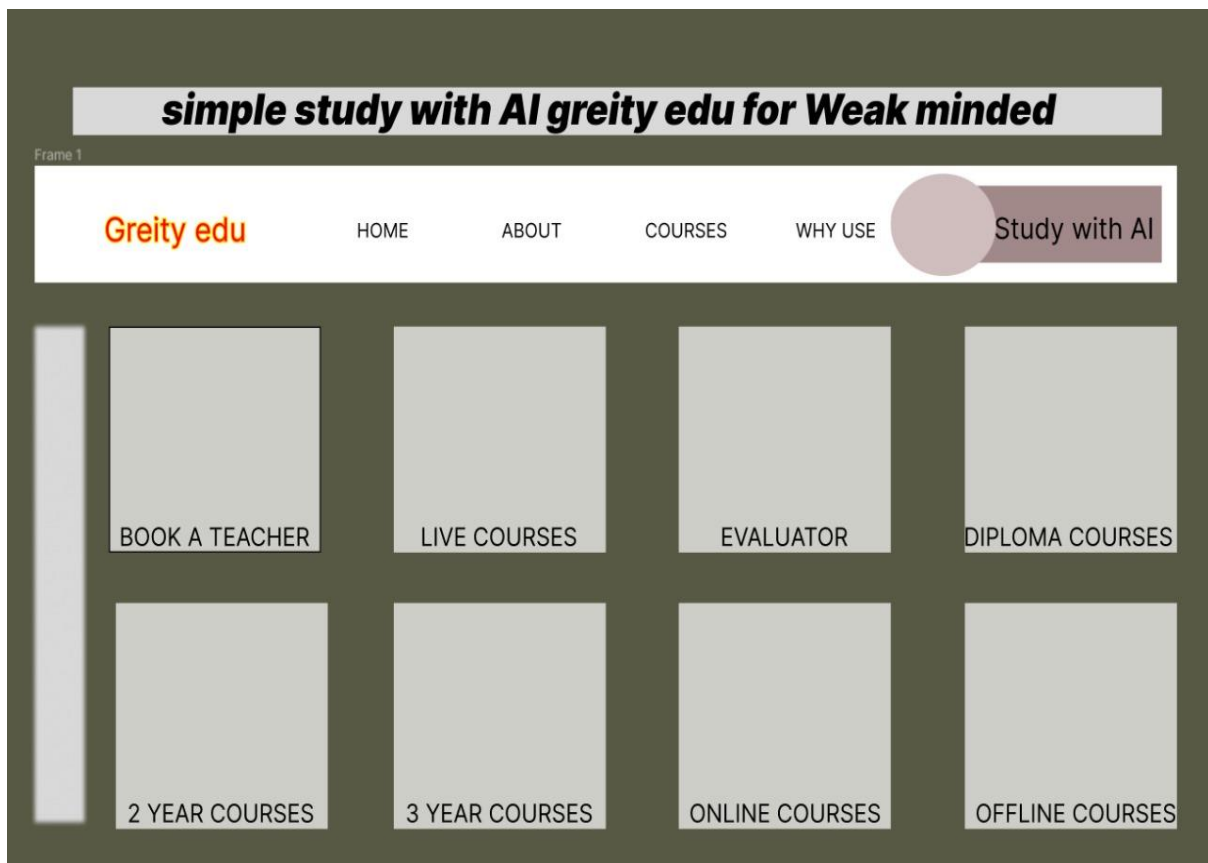 simple study with AI greity edu for Weak minded
Frame 1
Greity edu HOME ABOUT COURSES WHY USE Study with AI
BOOK A TEACHER LIVE COURSES EVALUATOR DIPLOMA COURSES
2 YEAR COURSES 3 YEAR COURSES ONLINE COURSES OFFLINE COURSES